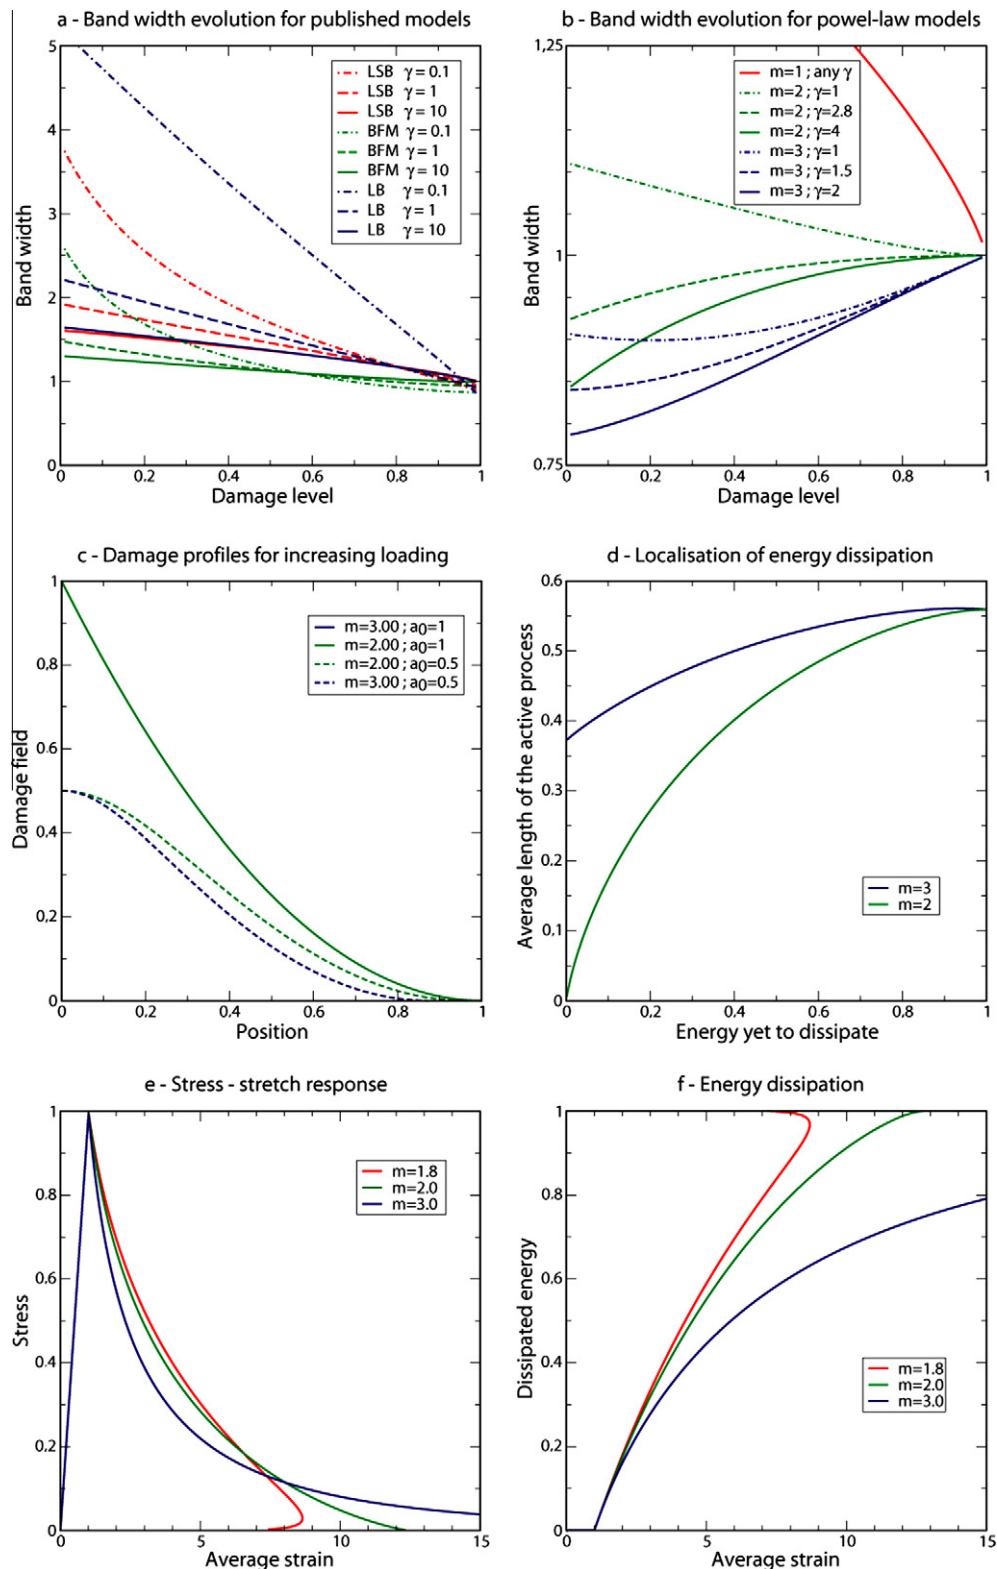 a - Band width evolution for published models
5
4
3
2
1
0
Band width
LSB γ = 0.1
LSB γ = 1
LSB γ = 10
BFM γ = 0.1
BFM γ = 1
BFM γ = 10
LB γ = 0.1
LB γ = 1
LB γ = 10
0 0.2 0.4 0.6 0.8 1
Damage level
b - Band width evolution for powel-law models
1,25
1
0.75
Band width
m=1 ; any γ
m=2 ; γ=1
m=2 ; γ=2.8
m=2 ; γ=4
m=3 ; γ=1
m=3 ; γ=1.5
m=3 ; γ=2
0 0.2 0.4 0.6 0.8 1
Damage level
c - Damage profiles for increasing loading
1
0.8
0.6
0.4
0.2
0
Damage field
m=3.00 ; a0=1
m=2.00 ; a0=1
m=2.00 ; a0=0.5
m=3.00 ; a0=0.5
0 0.2 0.4 0.6 0.8 1
Position
d - Localisation of energy dissipation
0.6
0.5
0.4
0.3
0.2
0.1
0
Average length of the active process
m=3
m=2
0 0.2 0.4 0.6 0.8 1
Energy yet to dissipate
e - Stress - stretch response
1
0.8
0.6
0.4
0.2
0
Stress
m=1.8
m=2.0
m=3.0
0 5 10 15
Average strain
f - Energy dissipation
1
0.8
0.6
0.4
0.2
0
Dissipated energy
m=1.8
m=2.0
m=3.0
0 5 10 15
Average strain